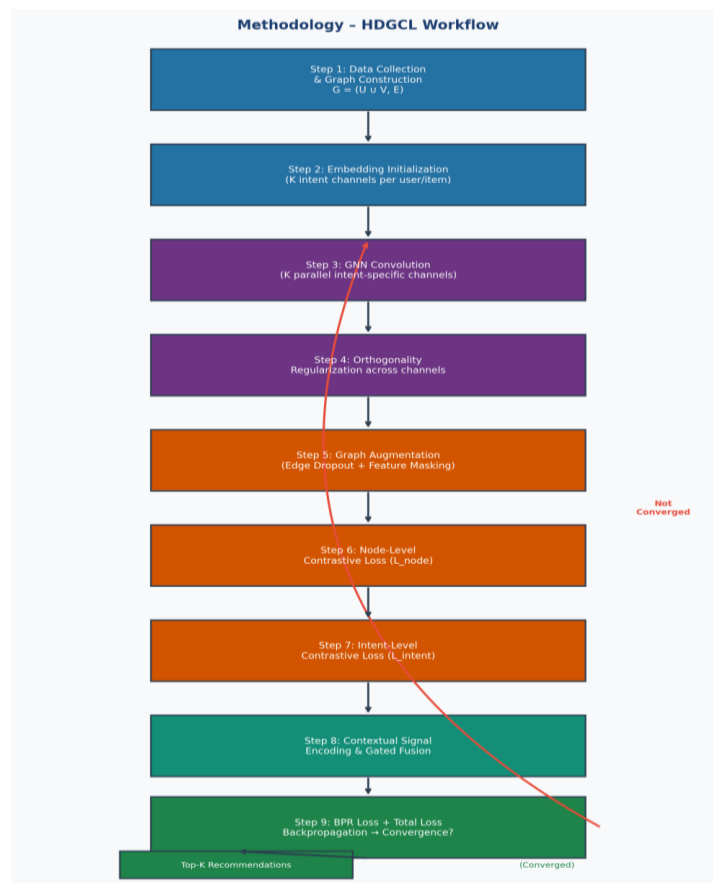 Methodology – HDGCL Workflow
Step 1: Data Collection
& Graph Construction
G = (U ∪ V, E)
Step 2: Embedding Initialization
(K intent channels per user/item)
Step 3: GNN Convolution
(K parallel intent-specific channels)
Step 4: Orthogonality
Regularization across channels
Step 5: Graph Augmentation
(Edge Dropout + Feature Masking)
Not
Converged
Step 6: Node-Level
Contrastive Loss (L_node)
Step 7: Intent-Level
Contrastive Loss (L_intent)
Step 8: Contextual Signal
Encoding & Gated Fusion
Step 9: BPR Loss + Total Loss
Backpropagation → Convergence?
Top-K Recommendations
(Converged)